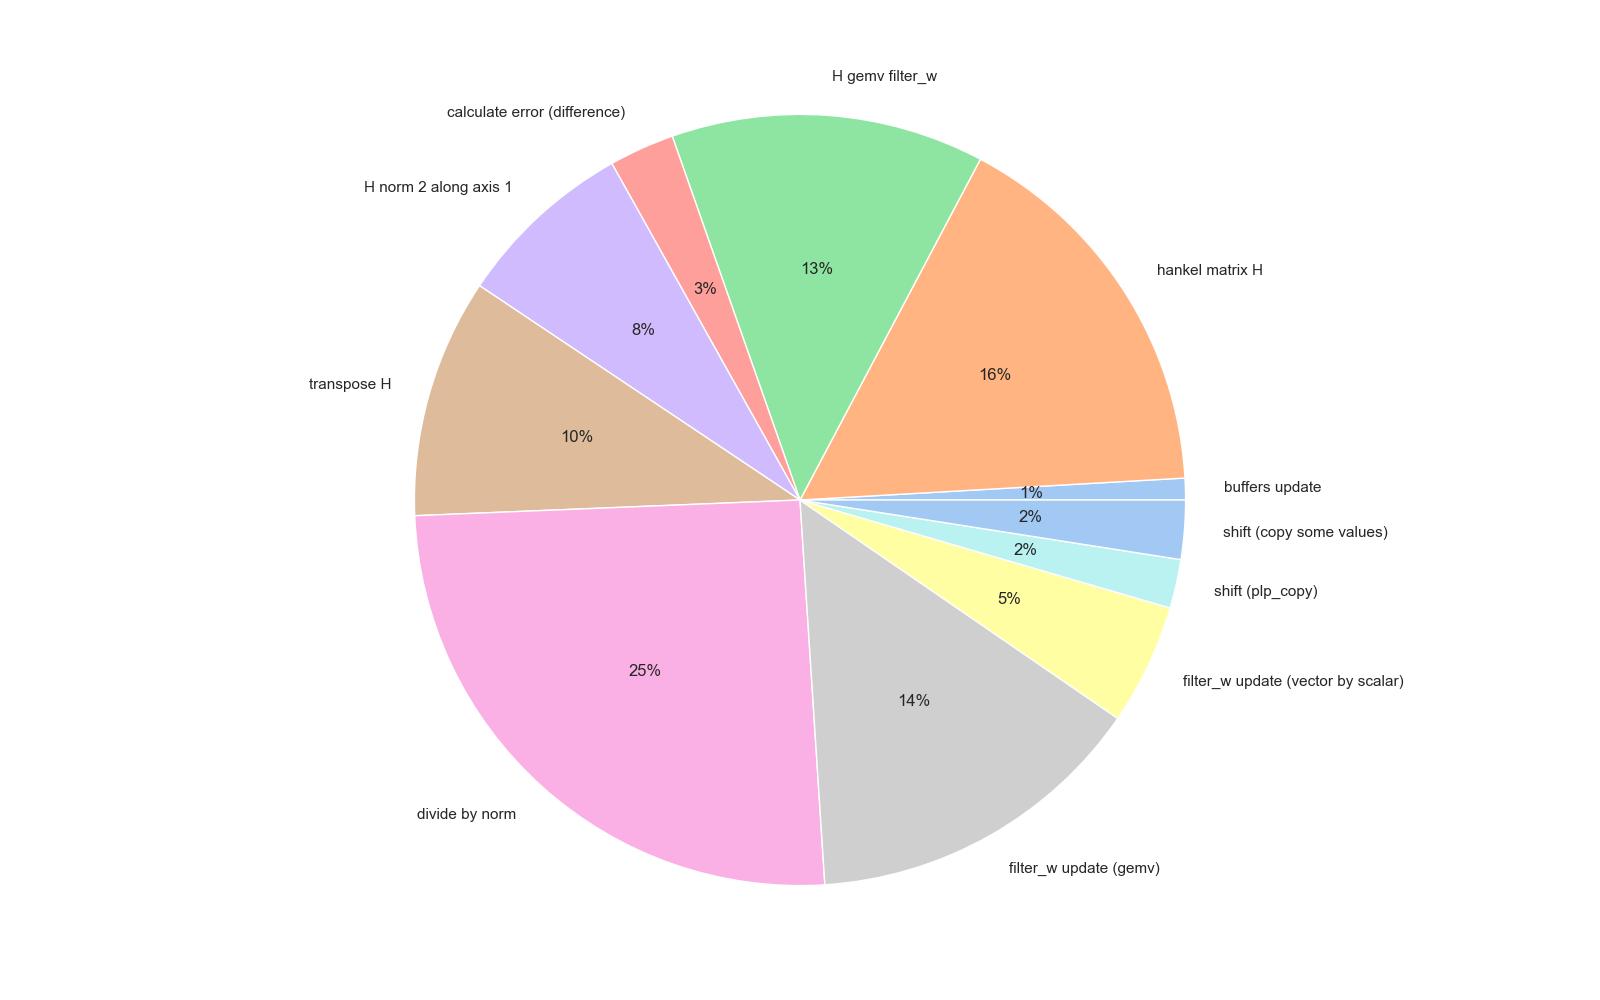 H gemv filter_w
calculate error (difference)
H norm 2 along axis 1
hankel matrix H
13%
3%
8%
16%
transpose H
10%
buffers update
1%
2%
shift (copy some values)
2%
shift (plp_copy)
5%
25%
filter_w update (vector by scalar)
14%
divide by norm
filter_w update (gemv)